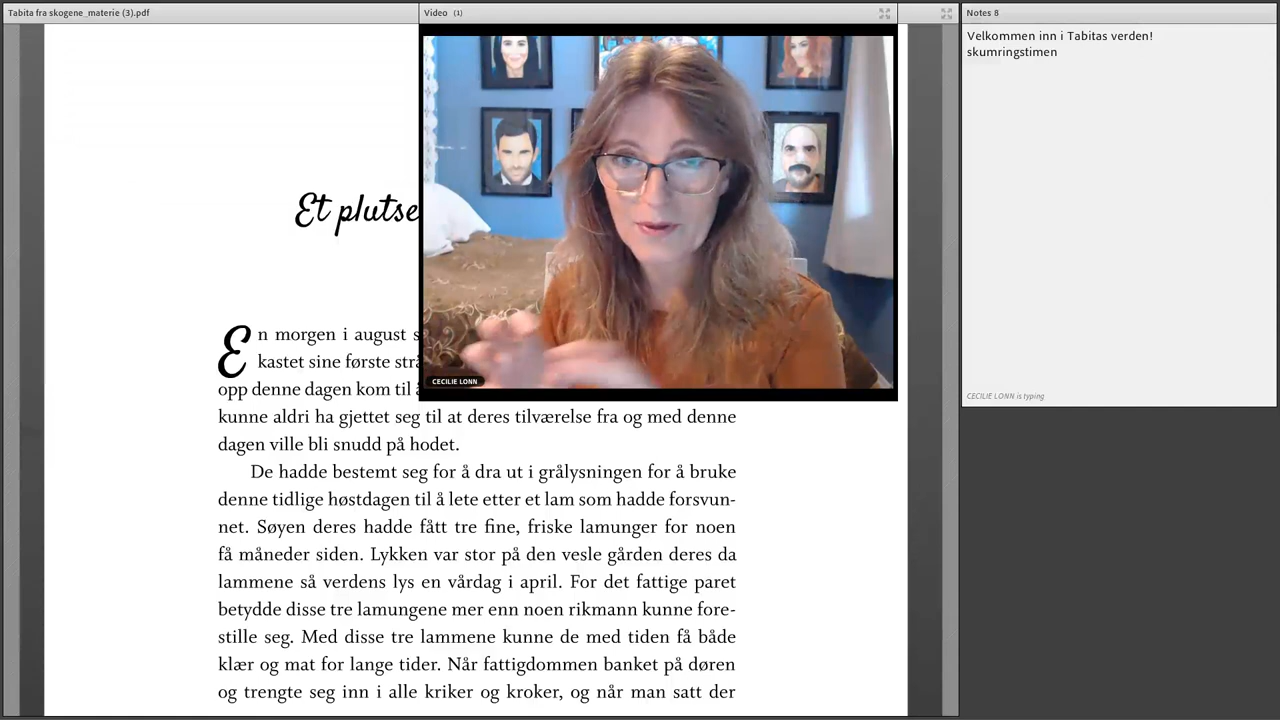 Tabita fra skogene_materie (3).pdf
Video (1)
Notes 8
Velkommen inn i Tabitas verden!
skumringstimen
CECILIE LONN is typing
CECILIE LONN
Et
En morgen i august
kastet sine første
opp denne dagen kom til
kunne aldri ha gjettet seg til at deres tilværelse fra og med denne
dagen ville bli snudd på hodet.
De hadde bestemt seg for å dra ut i grålysningen for å bruke
denne tidlige høstdagen til å lete etter et lam som hadde forsvun-
net. Søyen deres hadde fått tre fine, friske lamunger for noen
få måneder siden. Lykken var stor på den vesle gården deres da
lammene så verdens lys en vårdag i april. For det fattige paret
betydde disse tre lamungene mer enn noen rikmann kunne fore-
stille seg. Med disse tre lammene kunne de med tiden få både
klær og mat for lange tider. Når fattigdommen banket på døren
og trengte seg inn i alle kriker og kroker, og når man satt der